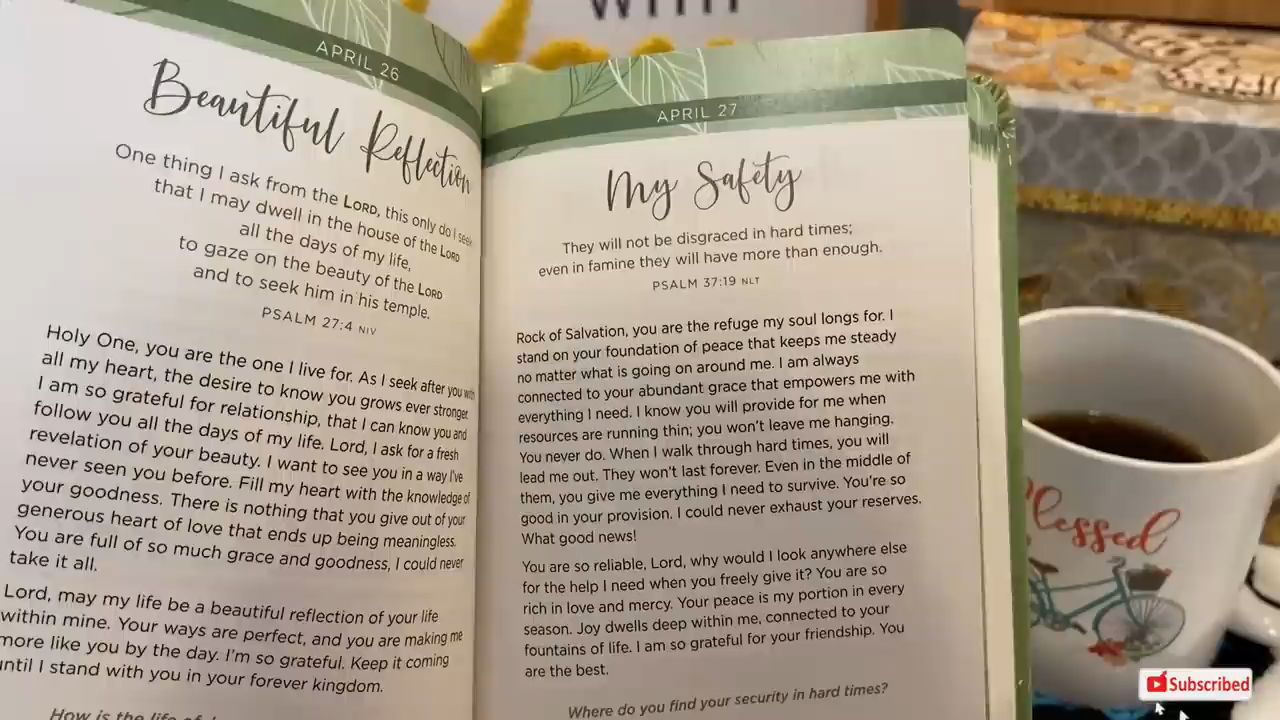 WITH
APRIL 26
Beautiful Reflection
One thing I ask from the LORD, this only do I seek
that I may dwell in the house of the LORD
all the days of my life,
to gaze on the beauty of the LORD
and to seek him in his temple.
PSALM 27:4 NIV
Holy One, you are the one I live for. As I seek after you with
all my heart, the desire to know you grows ever stronger.
I am so grateful for relationship, that I can know you and
follow you all the days of my life. Lord, I ask for a fresh
revelation of your beauty. I want to see you in a way I've
never seen you before. Fill my heart with the knowledge of
your goodness. There is nothing that you give out of your
generous heart of love that ends up being meaningless.
You are full of so much grace and goodness, I could never
take it all.
Lord, may my life be a beautiful reflection of your life
within mine. Your ways are perfect, and you are making me
more like you by the day. I'm so grateful. Keep it coming
until I stand with you in your forever kingdom.
How is the life of
APRIL 27
My Safety
They will not be disgraced in hard times;
even in famine they will have more than enough.
PSALM 37:19 NLT
Rock of Salvation, you are the refuge my soul longs for. I
stand on your foundation of peace that keeps me steady
no matter what is going on around me. I am always
connected to your abundant grace that empowers me with
everything I need. I know you will provide for me when
resources are running thin; you won't leave me hanging.
You never do. When I walk through hard times, you will
lead me out. They won't last forever. Even in the middle of
them, you give me everything I need to survive. You're so
good in your provision. I could never exhaust your reserves.
What good news!
You are so reliable, Lord, why would I look anywhere else
for the help I need when you freely give it? You are so
rich in love and mercy. Your peace is my portion in every
season. Joy dwells deep within me, connected to your
fountains of life. I am so grateful for your friendship. You
are the best.
Where do you find your security in hard times?
Blessed
Subscribed